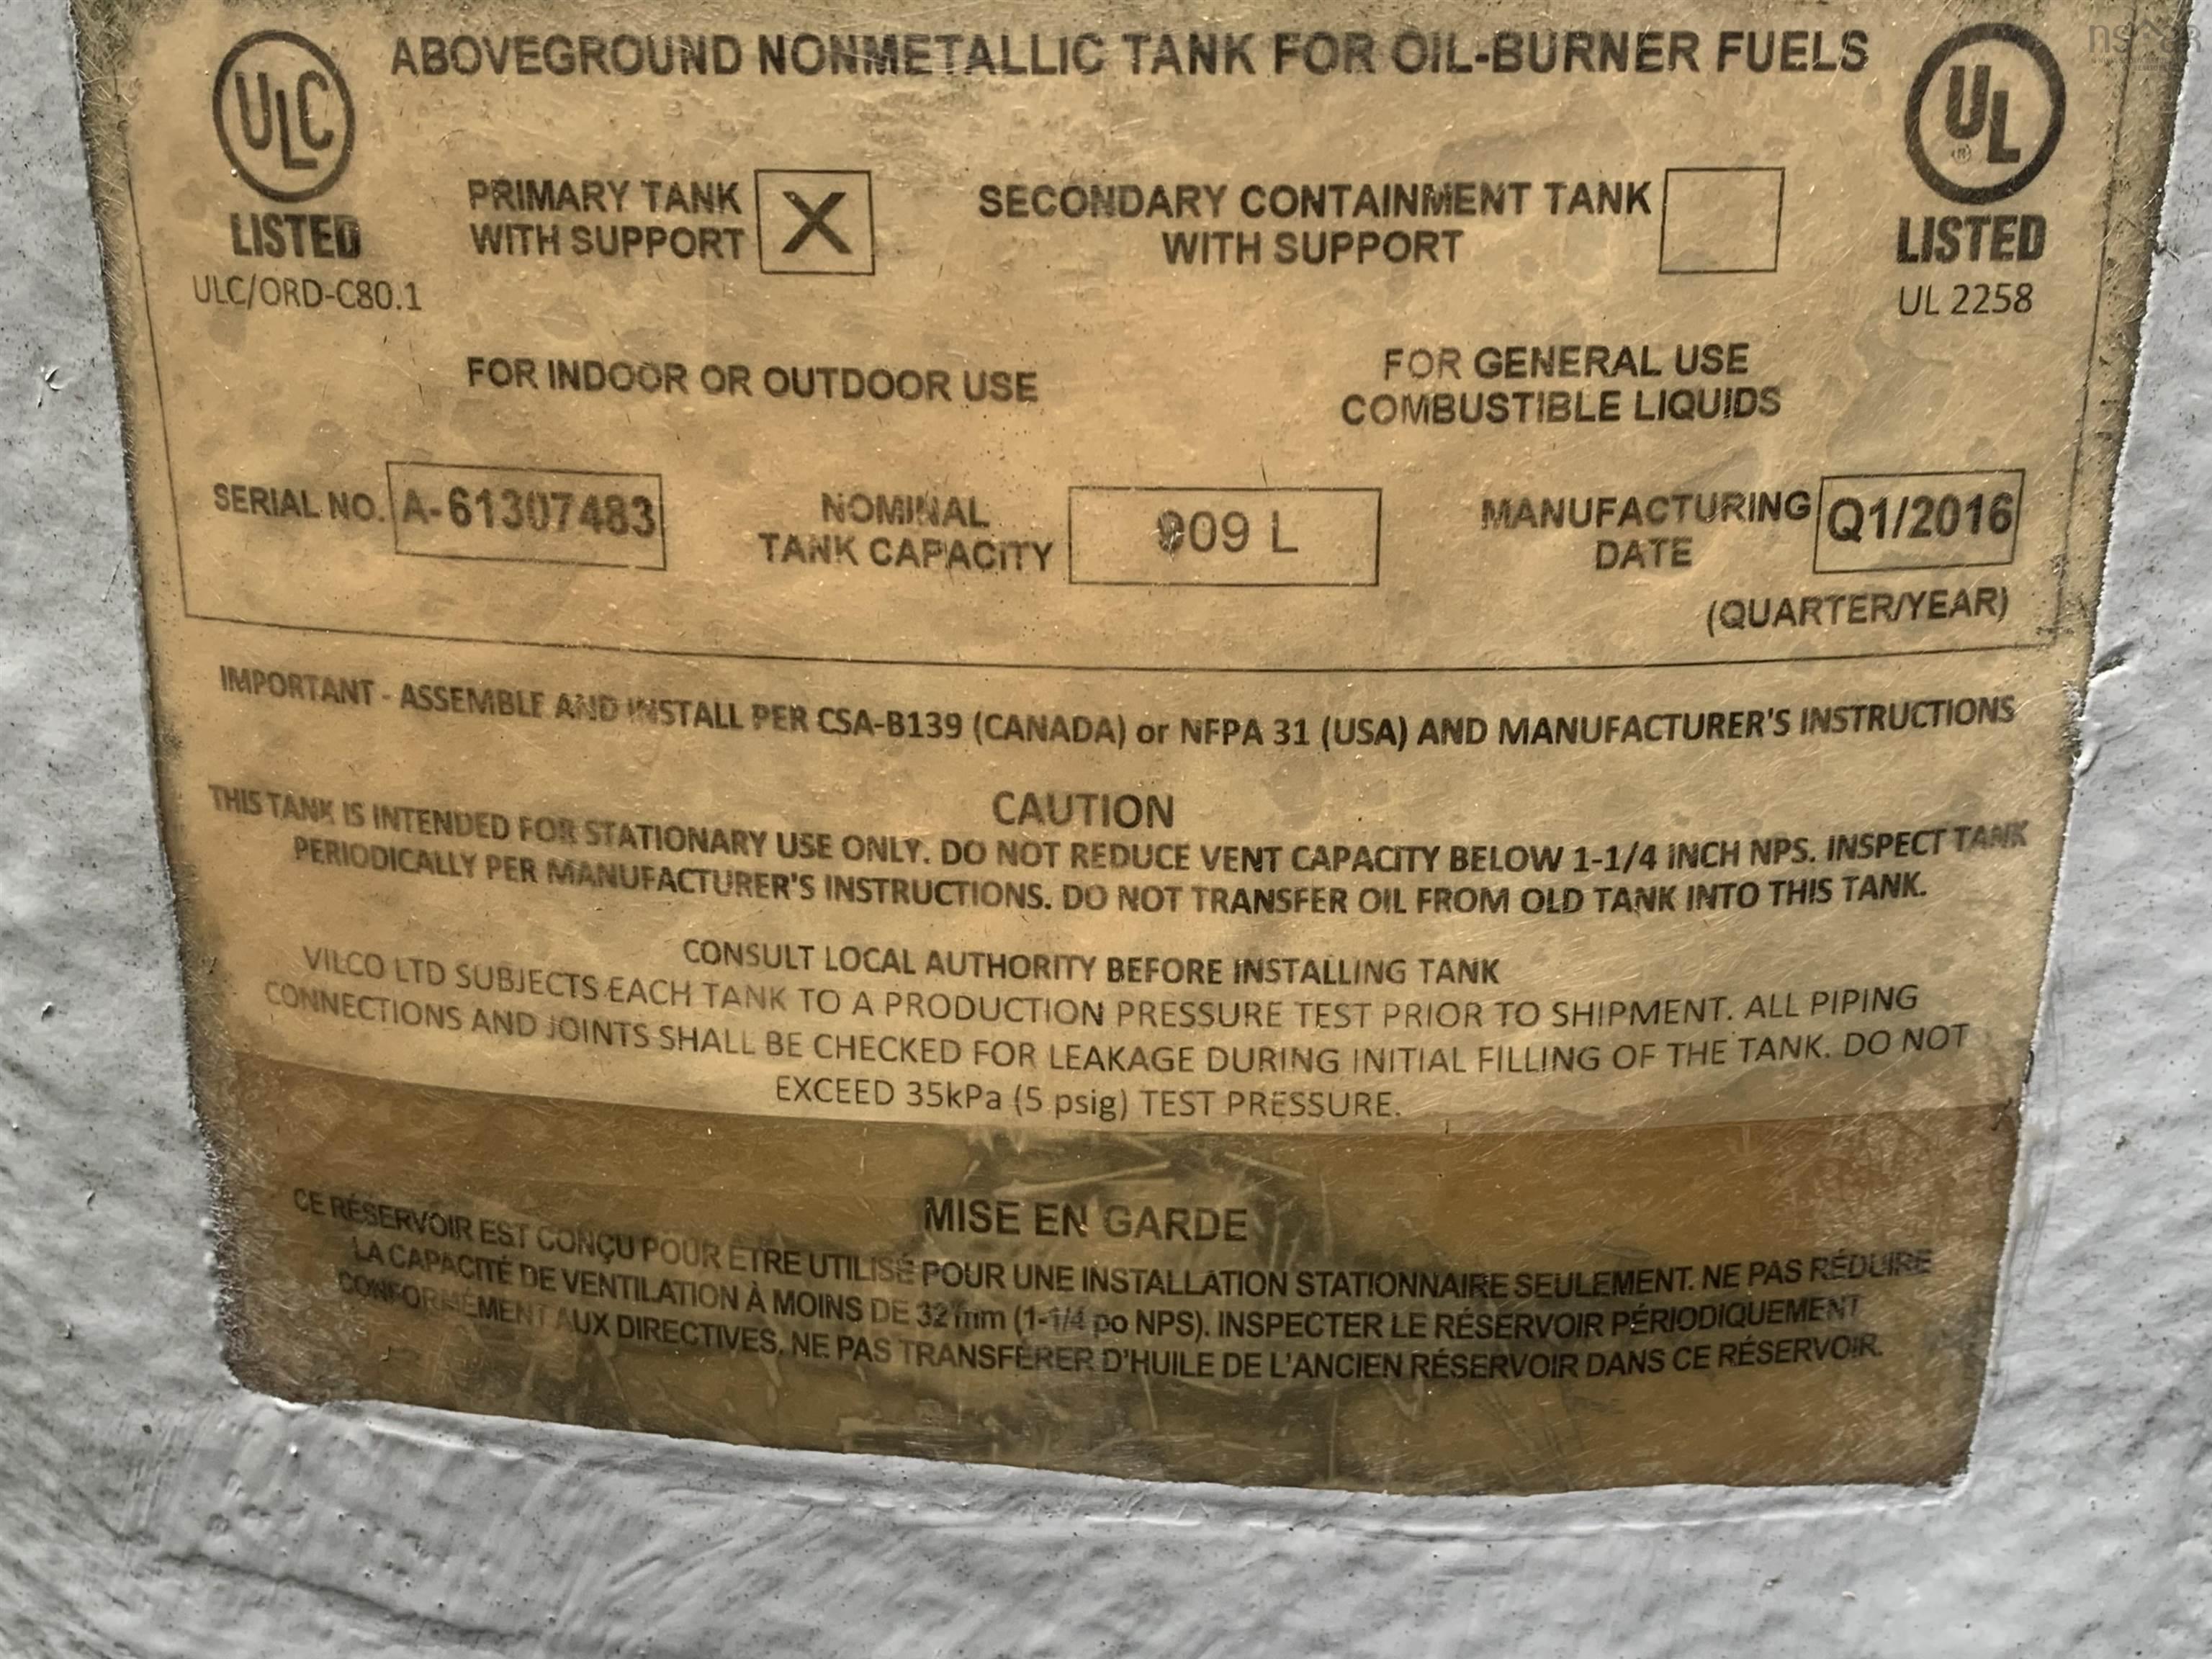 ABOVEGROUND NONMETALLIC TANK FOR OIL-BURNER FUELS
ULC
LISTED
ULC/ORD-C80.1
PRIMARY TANK
WITH SUPPORT
X
SECONDARY CONTAINMENT TANK
WITH SUPPORT
UL
®
LISTED
UL 2258
FOR INDOOR OR OUTDOOR USE
FOR GENERAL USE
COMBUSTIBLE LIQUIDS
SERIAL NO. A-61307483
NOMINAL
TANK CAPACITY
909 L
MANUFACTURING
DATE
Q1/2016
(QUARTER/YEAR)
IMPORTANT - ASSEMBLE AND INSTALL PER CSA-B139 (CANADA) or NFPA 31 (USA) AND MANUFACTURER'S INSTRUCTIONS
CAUTION
THIS TANK IS INTENDED FOR STATIONARY USE ONLY. DO NOT REDUCE VENT CAPACITY BELOW 1-1/4 INCH NPS. INSPECT TANK
PERIODICALLY PER MANUFACTURER'S INSTRUCTIONS. DO NOT TRANSFER OIL FROM OLD TANK INTO THIS TANK.
CONSULT LOCAL AUTHORITY BEFORE INSTALLING TANK
VILCO LTD SUBJECTS EACH TANK TO A PRODUCTION PRESSURE TEST PRIOR TO SHIPMENT. ALL PIPING
CONNECTIONS AND JOINTS SHALL BE CHECKED FOR LEAKAGE DURING INITIAL FILLING OF THE TANK. DO NOT
EXCEED 35kPa (5 psig) TEST PRESSURE.
MISE EN GARDE
CE RÉSERVOIR EST CONÇU POUR ÊTRE UTILISÉ POUR UNE INSTALLATION STATIONNAIRE SEULEMENT. NE PAS RÉDUIRE
LA CAPACITÉ DE VENTILATION À MOINS DE 32 mm (1-1/4 po NPS). INSPECTER LE RÉSERVOIR PÉRIODIQUEMENT
CONFORMÉMENT AUX DIRECTIVES. NE PAS TRANSFÉRER D'HUILE DE L'ANCIEN RÉSERVOIR DANS CE RÉSERVOIR.